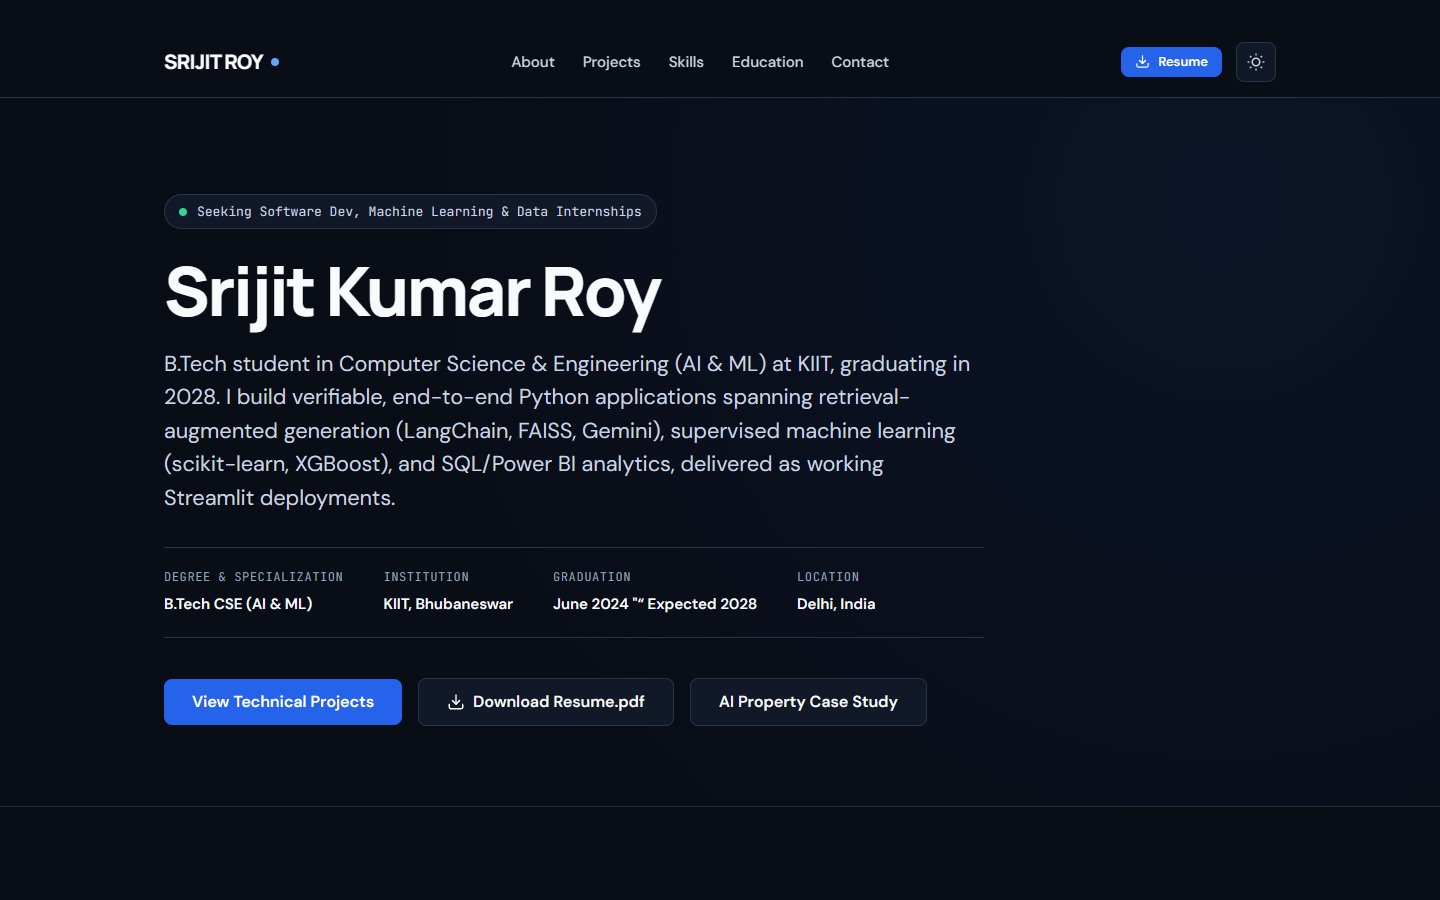 SRIJIT ROY
About Projects Skills Education Contact
Resume
Seeking Software Dev, Machine Learning & Data Internships
Srijit Kumar Roy
B.Tech student in Computer Science & Engineering (AI & ML) at KIIT, graduating in
2028. I build verifiable, end-to-end Python applications spanning retrieval-
augmented generation (LangChain, FAISS, Gemini), supervised machine learning
(scikit-learn, XGBoost), and SQL/Power BI analytics, delivered as working
Streamlit deployments.
DEGREE & SPECIALIZATION INSTITUTION GRADUATION LOCATION
B.Tech CSE (AI & ML) KIIT, Bhubaneswar June 2024 "“ Expected 2028 Delhi, India
View Technical Projects Download Resume.pdf AI Property Case Study